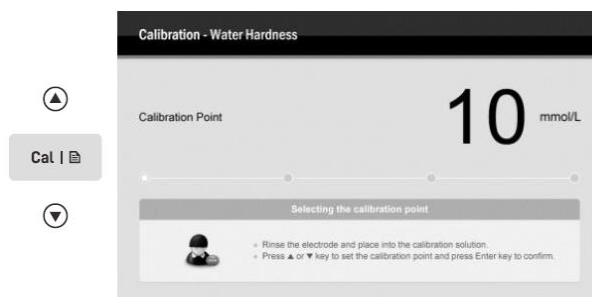 Calibration - Water Hardness
Calibration Point
10 mmol/L
Cal |
Selecting the calibration point
Rinse the electrode and place into the calibration solution.
Press ▲ or ▼ key to set the calibration point and press Enter key to confirm.